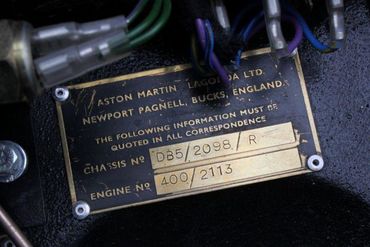 ASTON MARTIN LAGONDA LTD.
NEWPORT PAGNELL, BUCKS, ENGLAND.
THE FOLLOWING INFORMATION MUST BE
QUOTED IN ALL CORRESPONDENCE
CHASSIS No DB5/2098/R
ENGINE No 400/2113